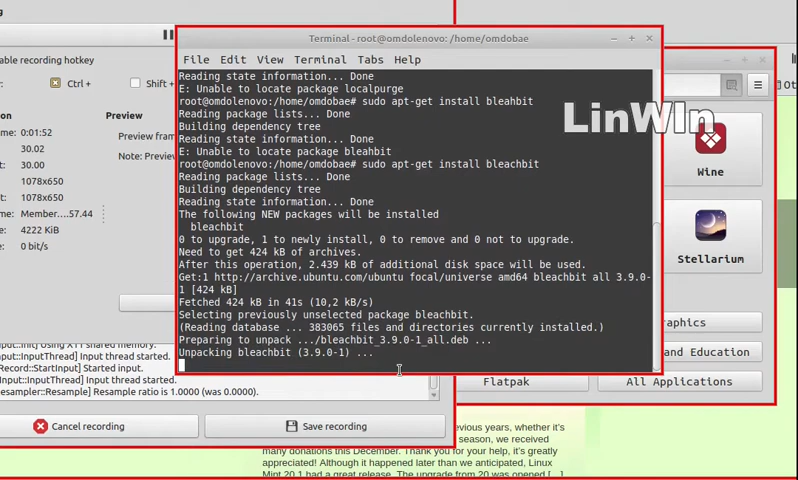 Terminal - root@omdolenovo: /home/omdobae
File Edit View Terminal Tabs Help
Reading state information... Done
E: Unable to locate package localpurge
root@omdolenovo:/home/omdobae# sudo apt-get install bleahbit
Reading package lists... Done
Building dependency tree
Reading state information... Done
E: Unable to locate package bleahbit
root@omdolenovo:/home/omdobae# sudo apt-get install bleachbit
Reading package lists... Done
Building dependency tree
Reading state information... Done
The following NEW packages will be installed
bleachbit
0 to upgrade, 1 to newly install, 0 to remove and 0 not to upgrade.
Need to get 424 kB of archives.
After this operation, 2.439 kB of additional disk space will be used.
Get:1 http://archive.ubuntu.com/ubuntu focal/universe amd64 bleachbit all 3.9.0-
1 [424 kB]
Fetched 424 kB in 41s (10,2 kB/s)
Selecting previously unselected package bleachbit.
(Reading database ... 383065 files and directories currently installed.)
Preparing to unpack .../bleachbit_3.9.0-1_all.deb ...
Unpacking bleachbit (3.9.0-1) ...
LinWIn
able recording hotkey
Ctrl + Shift +
me: 0:01:52
30.02
30.00
1078x650
1078x650
me: Member....57.44
4222 KiB
0 bit/s
Preview
Preview fram
Note: Previe
Input::Init] Using X11 shared memory.
Input::InputThread] Input thread started.
Record::StartInput] Started input.
Input::InputThread] Input thread started.
esampler::Resample] Resample ratio is 1.0000 (was 0.0000).
Cancel recording
Save recording
Wine
Stellarium
raphics
and Education
Flatpak
All Applications
Ot
evious years, whether it's
season, we received
many donations this December. Thank you for your help, it's greatly
appreciated! Although it happened later than we anticipated, Linux
Mint 20.1 had a great release. The upgrade from 20 was opened [...]